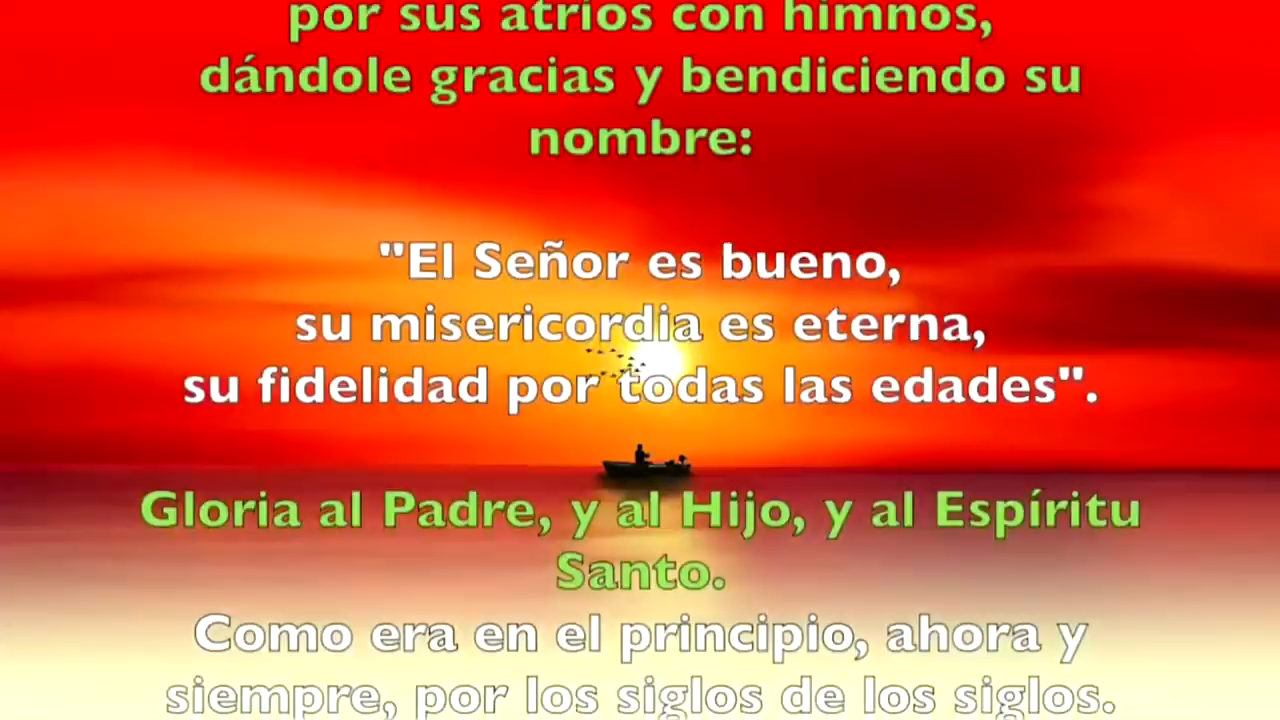 por sus atrios con himnos,
dándole gracias y bendiciendo su
nombre:
"El Señor es bueno,
su misericordia es eterna,
su fidelidad por todas las edades".
Gloria al Padre, y al Hijo, y al Espíritu
Santo.
Como era en el principio, ahora y
siempre, por los siglos de los siglos.